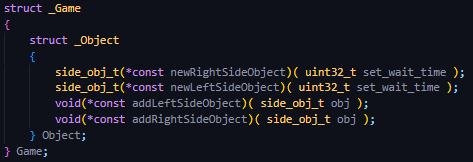 struct _Game
{
    struct _Object
    {
        side_obj_t(*const newRightSideObject)( uint32_t set_wait_time );
        side_obj_t(*const newLeftSideObject)( uint32_t set_wait_time );
        void(*const addLeftSideObject)( side_obj_t obj );
        void(*const addRightSideObject)( side_obj_t obj );
    } Object;
} Game;